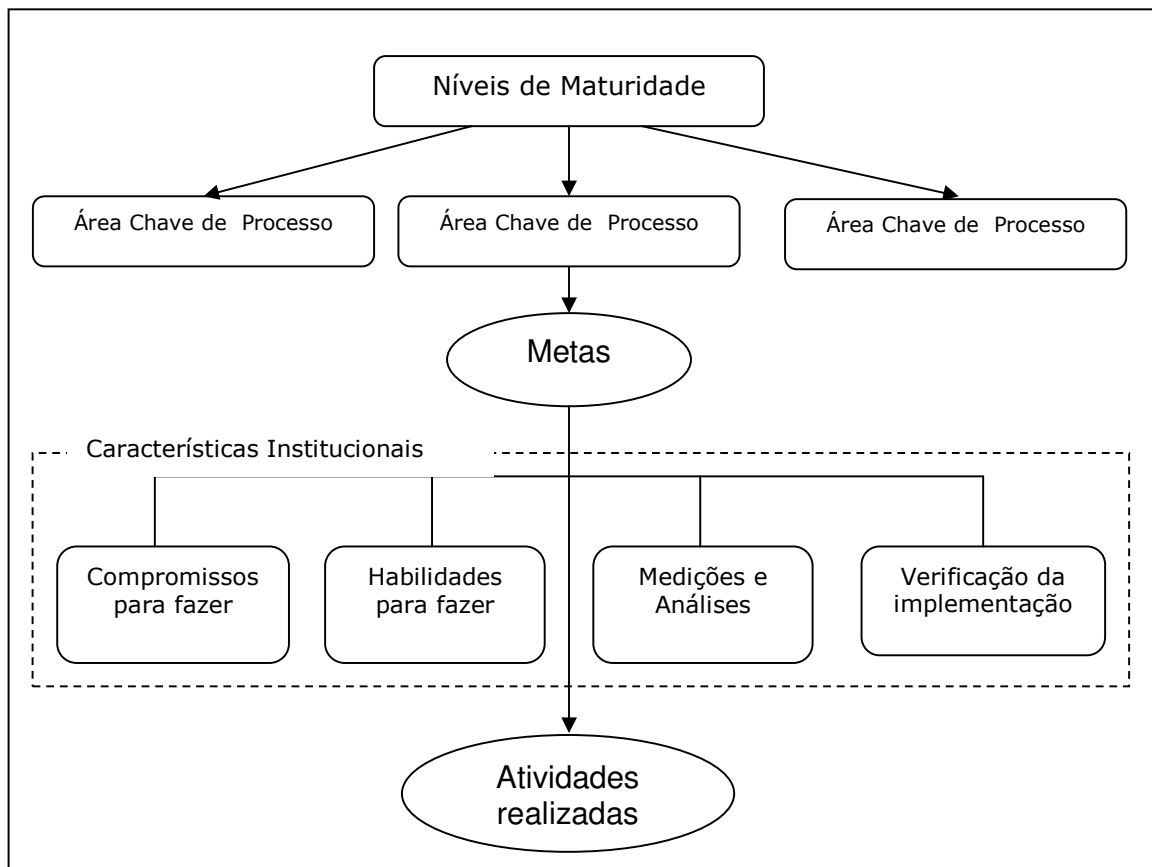 Níveis de Maturidade
Área Chave de Processo
Área Chave de Processo
Área Chave de Processo
Metas
Características Institucionais
Compromissos
para fazer
Habilidades
para fazer
Medições e
Análises
Verificação da
implementação
Atividades
realizadas